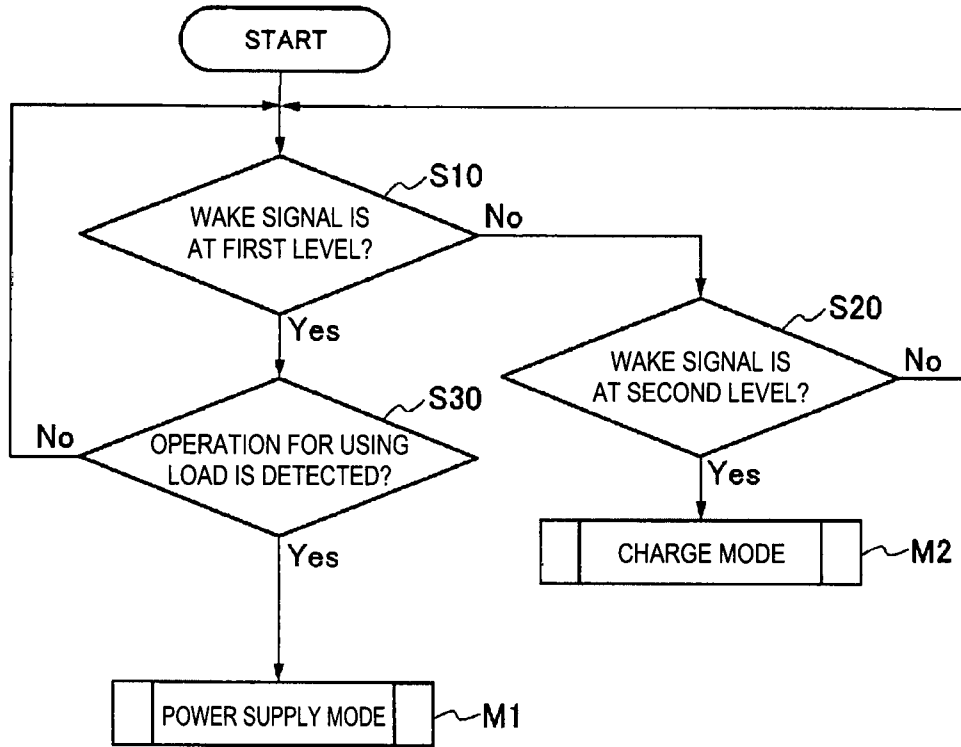 START
S10
WAKE SIGNAL IS
AT FIRST LEVEL?
No
Yes
S20
WAKE SIGNAL IS
AT SECOND LEVEL?
No
Yes
S30
OPERATION FOR USING
LOAD IS DETECTED?
No
Yes
CHARGE MODE
M2
POWER SUPPLY MODE
M1